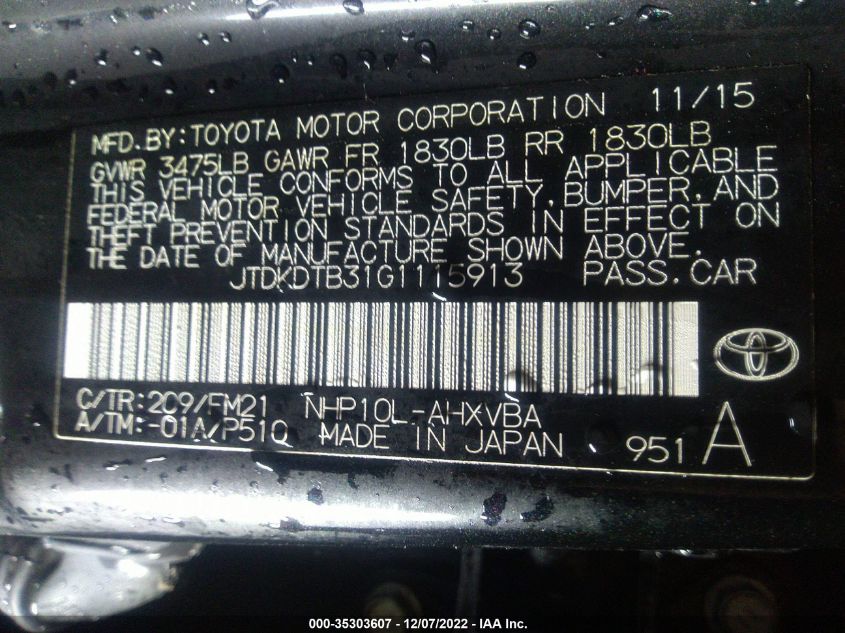 MFD.BY:TOYOTA MOTOR CORPORATION 11/15
GVWR 3475LB GAWR FR 1830LB RR 1830LB
THIS VEHICLE CONFORMS TO ALL APPLICABLE
FEDERAL MOTOR VEHICLE SAFETY,BUMPER,AND
THEFT PREVENTION STANDARDS IN EFFECT ON
THE DATE OF MANUFACTURE SHOWN ABOVE.
JTDKDTB31G1115913 PASS.CAR
C/TR:209/FM21 NHP10L-AHXVBA
A/TM:-01A/P510 MADE IN JAPAN 951 A
000-35303607 - 12/07/2022 - IAA Inc.